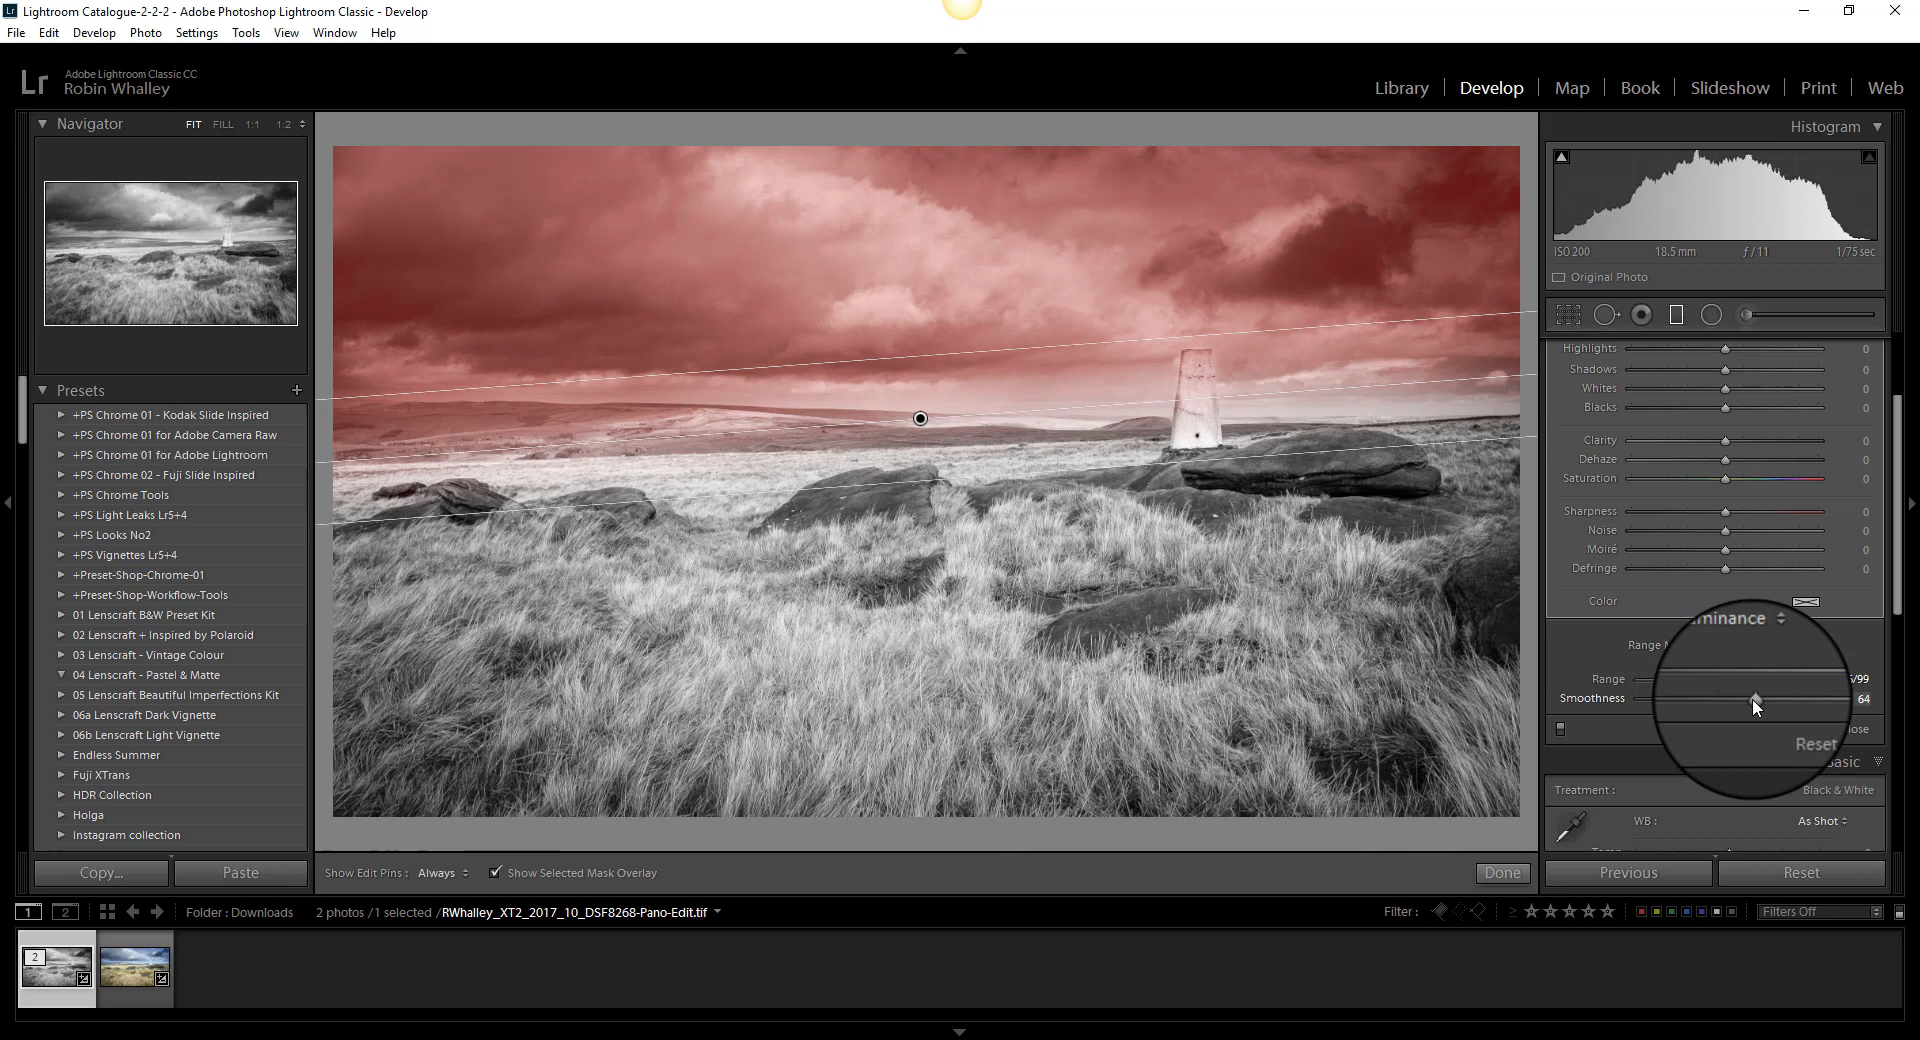 Lightroom Catalogue-2-2-2 - Adobe Photoshop Lightroom Classic - Develop
File Edit Develop Photo Settings Tools View Window Help
Lr
Adobe Lightroom Classic CC
Robin Whalley
Library Develop Map Book Slideshow Print Web
Navigator FIT FILL 1:1 1:2
Presets +
+PS Chrome 01 - Kodak Slide Inspired
+PS Chrome 01 for Adobe Camera Raw
+PS Chrome 01 for Adobe Lightroom
+PS Chrome 02 - Fuji Slide Inspired
+PS Chrome Tools
+PS Light Leaks Lr5+4
+PS Looks No2
+PS Vignettes Lr5+4
+Preset-Shop-Chrome-01
+Preset-Shop-Workflow-Tools
01 Lenscraft B&W Preset Kit
02 Lenscraft + Inspired by Polaroid
03 Lenscraft - Vintage Colour
04 Lenscraft - Pastel & Matte
05 Lenscraft Beautiful Imperfections Kit
06a Lenscraft Dark Vignette
06b Lenscraft Light Vignette
Endless Summer
Fuji XTrans
HDR Collection
Holga
Instagram collection
Copy... Paste
Histogram
ISO 200 18.5 mm ƒ / 11 1/75 sec
Original Photo
Highlights 0
Shadows 0
Whites 0
Blacks 0
Clarity 0
Dehaze 0
Saturation 0
Sharpness 0
Noise 0
Moiré 0
Defringe 0
Color
minance
Range
Range /99
Smoothness 64
lose
Reset
Basic
Treatment : Black & White
WB : As Shot
Previous Reset
Show Edit Pins : Always Show Selected Mask Overlay Done
1 2 Folder : Downloads 2 photos / 1 selected / RWhalley_XT2_2017_10_DSF8268-Pano-Edit.tif Filter : ≥ Filters Off
2